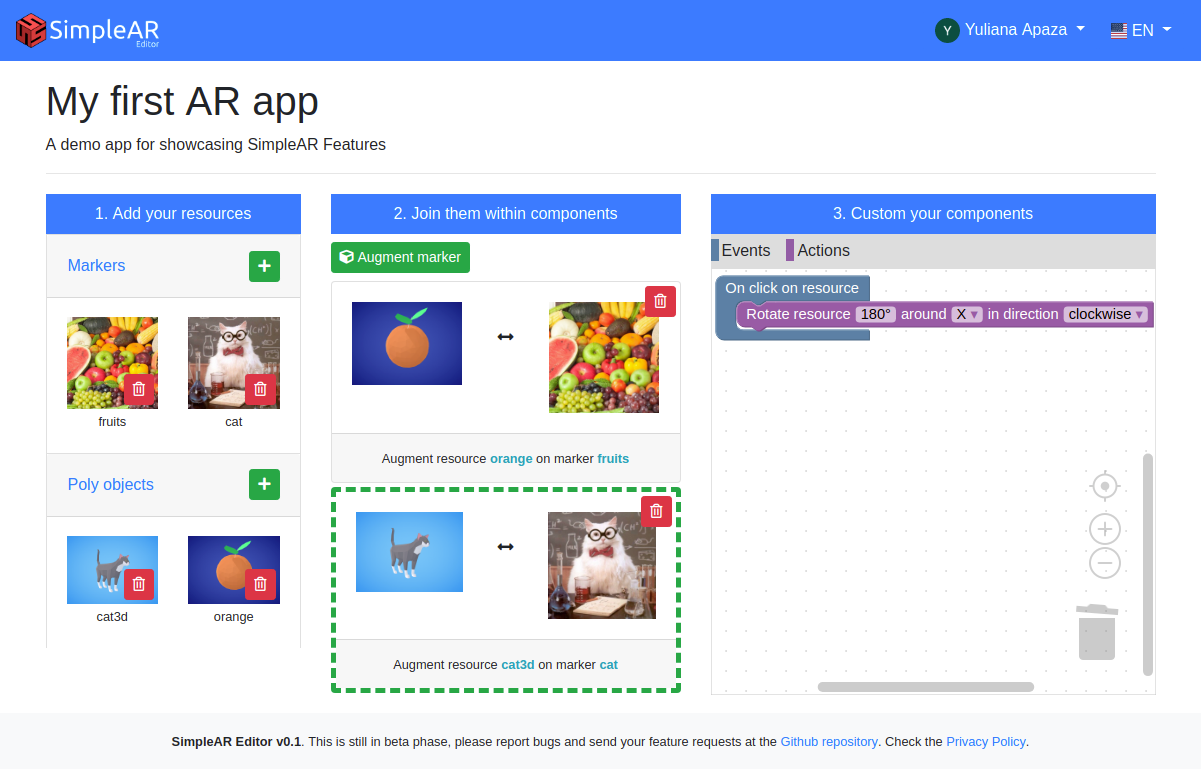 SimpleAR
Editor
Y Yuliana Apaza
EN
My first AR app
A demo app for showcasing SimpleAR Features
1. Add your resources
Markers
fruits
cat
Poly objects
cat3d
orange
2. Join them within components
Augment marker
Augment resource orange on marker fruits
Augment resource cat3d on marker cat
3. Custom your components
Events
Actions
On click on resource
Rotate resource 180° around X ▾ in direction clockwise ▾
SimpleAR Editor v0.1. This is still in beta phase, please report bugs and send your feature requests at the Github repository. Check the Privacy Policy.